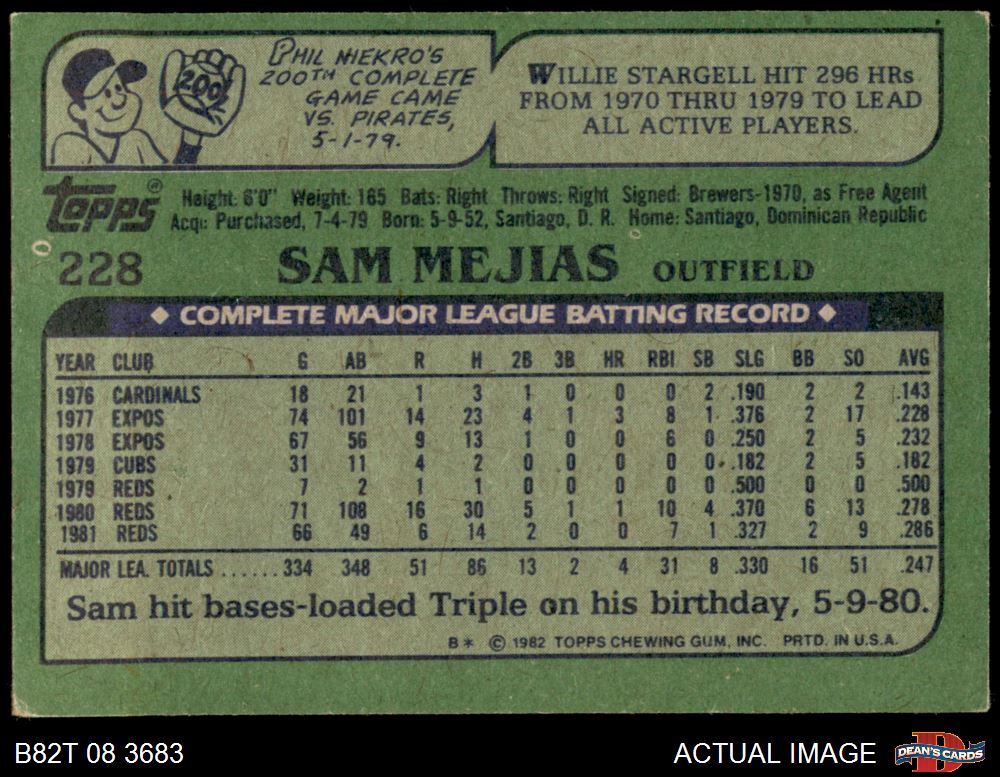 200th
PHIL NIEKRO'S
200TH COMPLETE
GAME CAME
VS. PIRATES,
5-1-79.
WILLIE STARGELL HIT 296 HRs
FROM 1970 THRU 1979 TO LEAD
ALL ACTIVE PLAYERS.
Topps®
Height: 6'0" Weight: 165 Bats: Right Throws: Right Signed: Brewers-1970, as Free Agent
Acq: Purchased, 7-4-79 Born: 5-9-52, Santiago, D. R. Home: Santiago, Dominican Republic
228 SAM MEJIAS OUTFIELD
◆ COMPLETE MAJOR LEAGUE BATTING RECORD ◆
YEAR CLUB G AB R H 2B 3B HR RBI SB SLG BB SO AVG
1976 CARDINALS 18 21 1 3 1 0 0 0 2 .190 2 2 .143
1977 EXPOS 74 101 14 23 4 1 3 8 1 .376 2 17 .228
1978 EXPOS 67 56 9 13 1 0 0 6 0 .250 2 5 .232
1979 CUBS 31 11 4 2 0 0 0 0 0 .182 2 5 .182
1979 REDS 7 2 1 1 0 0 0 0 0 .500 0 0 .500
1980 REDS 71 108 16 30 5 1 1 10 4 .370 6 13 .278
1981 REDS 66 49 6 14 2 0 0 7 1 .327 2 9 .286
MAJOR LEA. TOTALS ......334 348 51 86 13 2 4 31 8 .330 16 51 .247
Sam hit bases-loaded Triple on his birthday, 5-9-80.
B* © 1982 TOPPS CHEWING GUM, INC. PRTD. IN U.S.A.
B82T 08 3683
ACTUAL IMAGE
D
DEAN'S CARDS